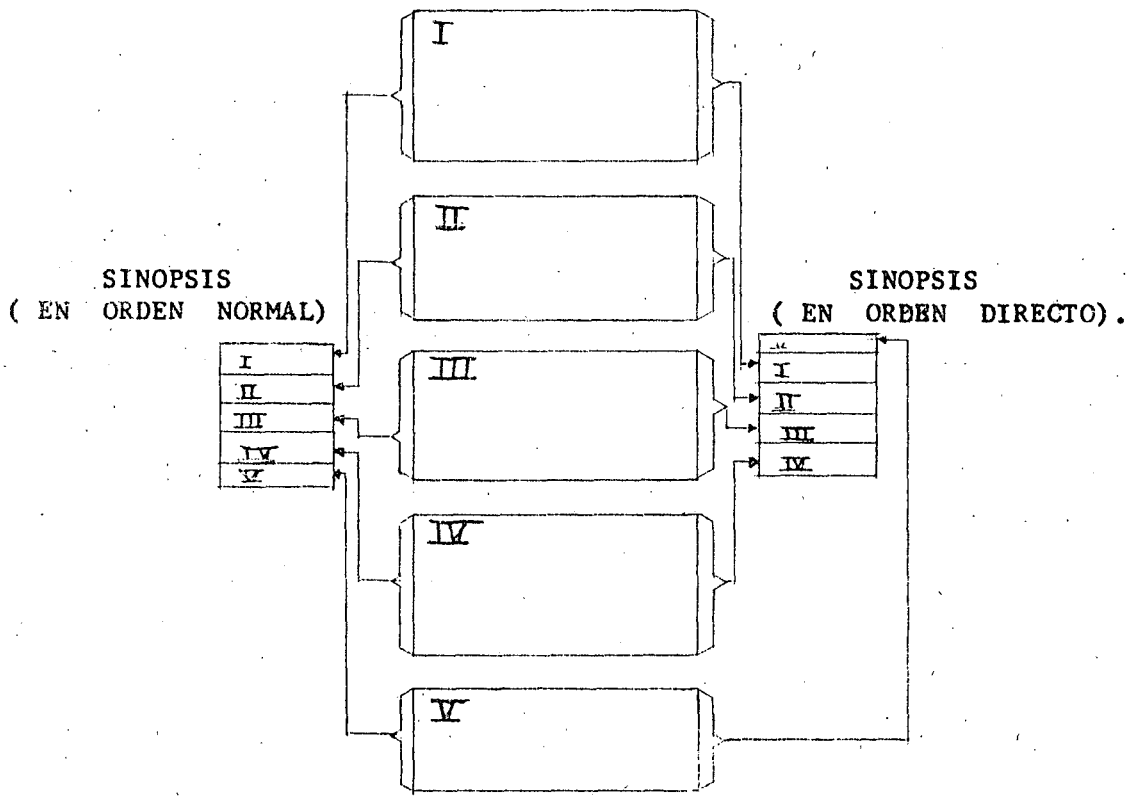 I
II
SINOPSIS
( EN ORDEN NORMAL)
I
II
III
IV
V
III
SINOPSIS
( EN ORDEN DIRECTO).
I
II
III
IV
IV
V